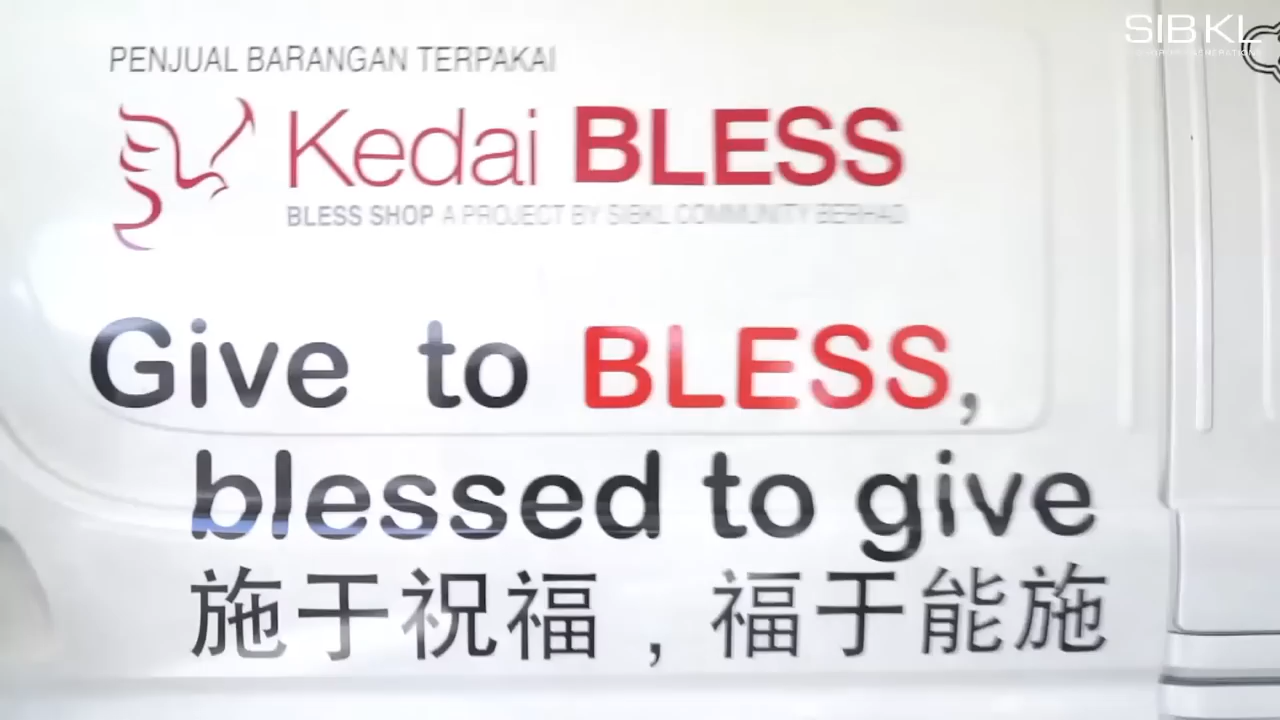 SIBKL
PENJUAL BARANGAN TERPAKAI
Kedai BLESS
BLESS SHOP A PROJECT BY SIBKL COMMUNITY BERHAD
Give to BLESS,
blessed to give
施于祝福，福于能施